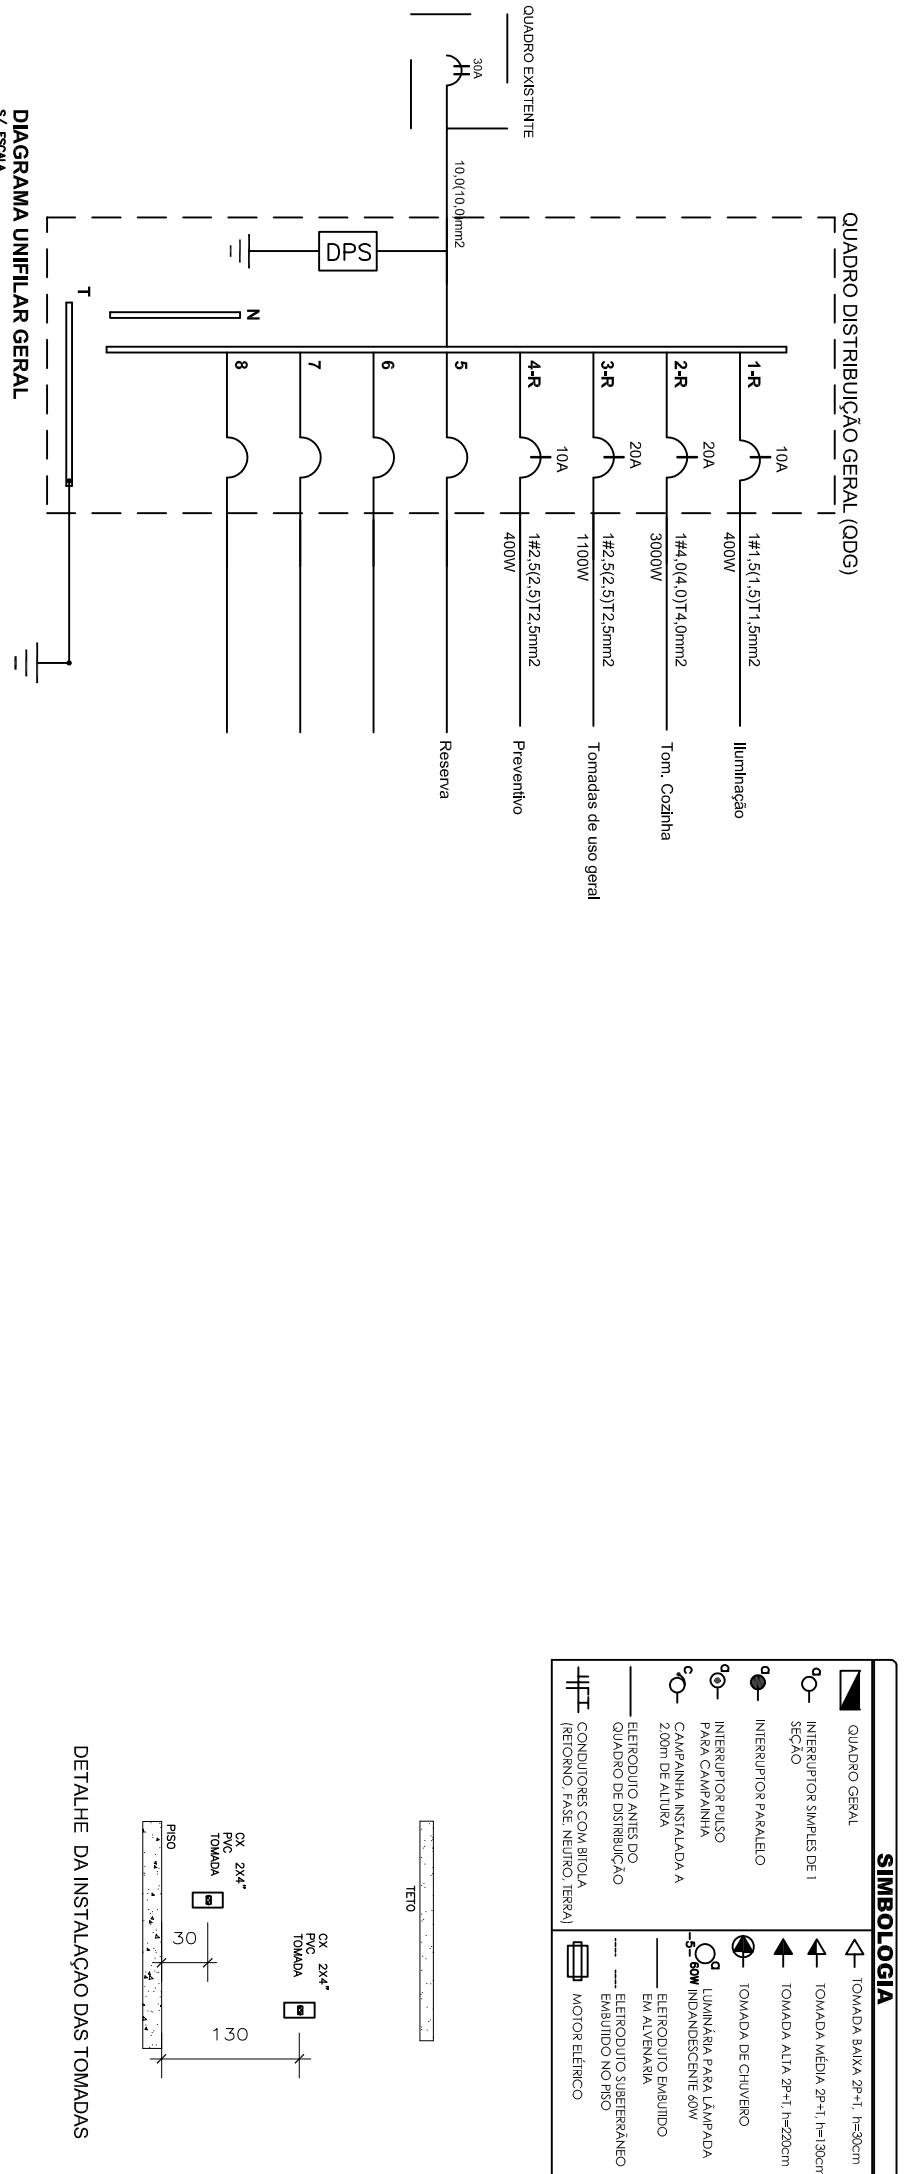 QUADRO EXISTENTE
30A
10,0(10,0)mm2
QUADRO DISTRIBUIÇÃO GERAL (QDG)
DPS
N
T
1-R
10A
1#1,5(1,5)T1,5mm2
400W
Iluminação
2-R
20A
1#4,0(4,0)T4,0mm2
3000W
Tom. Cozinha
3-R
20A
1#2,5(2,5)T2,5mm2
1100W
Tomadas de uso geral
4-R
10A
1#2,5(2,5)T2,5mm2
400W
Preventivo
5
Reserva
6
7
8
DIAGRAMA UNIFILAR GERAL
S/ ESCALA
SIMBOLOGIA
QUADRO GERAL
a
INTERRUPTOR SIMPLES DE 1
SEÇÃO
a
INTERRUPTOR PARALELO
a
INTERRUPTOR PULSO
PARA CAMPAINHA
c
CAMPAINHA INSTALADA A
2,00m DE ALTURA
ELETRODUTO ANTES DO
QUADRO DE DISTRIBUIÇÃO
CONDUTORES COM BITOLA
(RETORNO, FASE, NEUTRO, TERRA)
TOMADA BAIXA 2P+T, h=30cm
TOMADA MÉDIA 2P+T, h=130cm
TOMADA ALTA 2P+T, h=220cm
TOMADA DE CHUVEIRO
a
-5- 60W
LUMINÁRIA PARA LÂMPADA
INDANDESCENTE 60W
ELETRODUTO EMBUTIDO
EM ALVENARIA
ELETRODUTO SUBETERRÂNEO
EMBUTIDO NO PISO
MOTOR ELÉTRICO
TETO
CX 2X4"
PVC
TOMADA
130
CX 2X4"
PVC
TOMADA
30
PISO
DETALHE DA INSTALAÇAO DAS TOMADAS